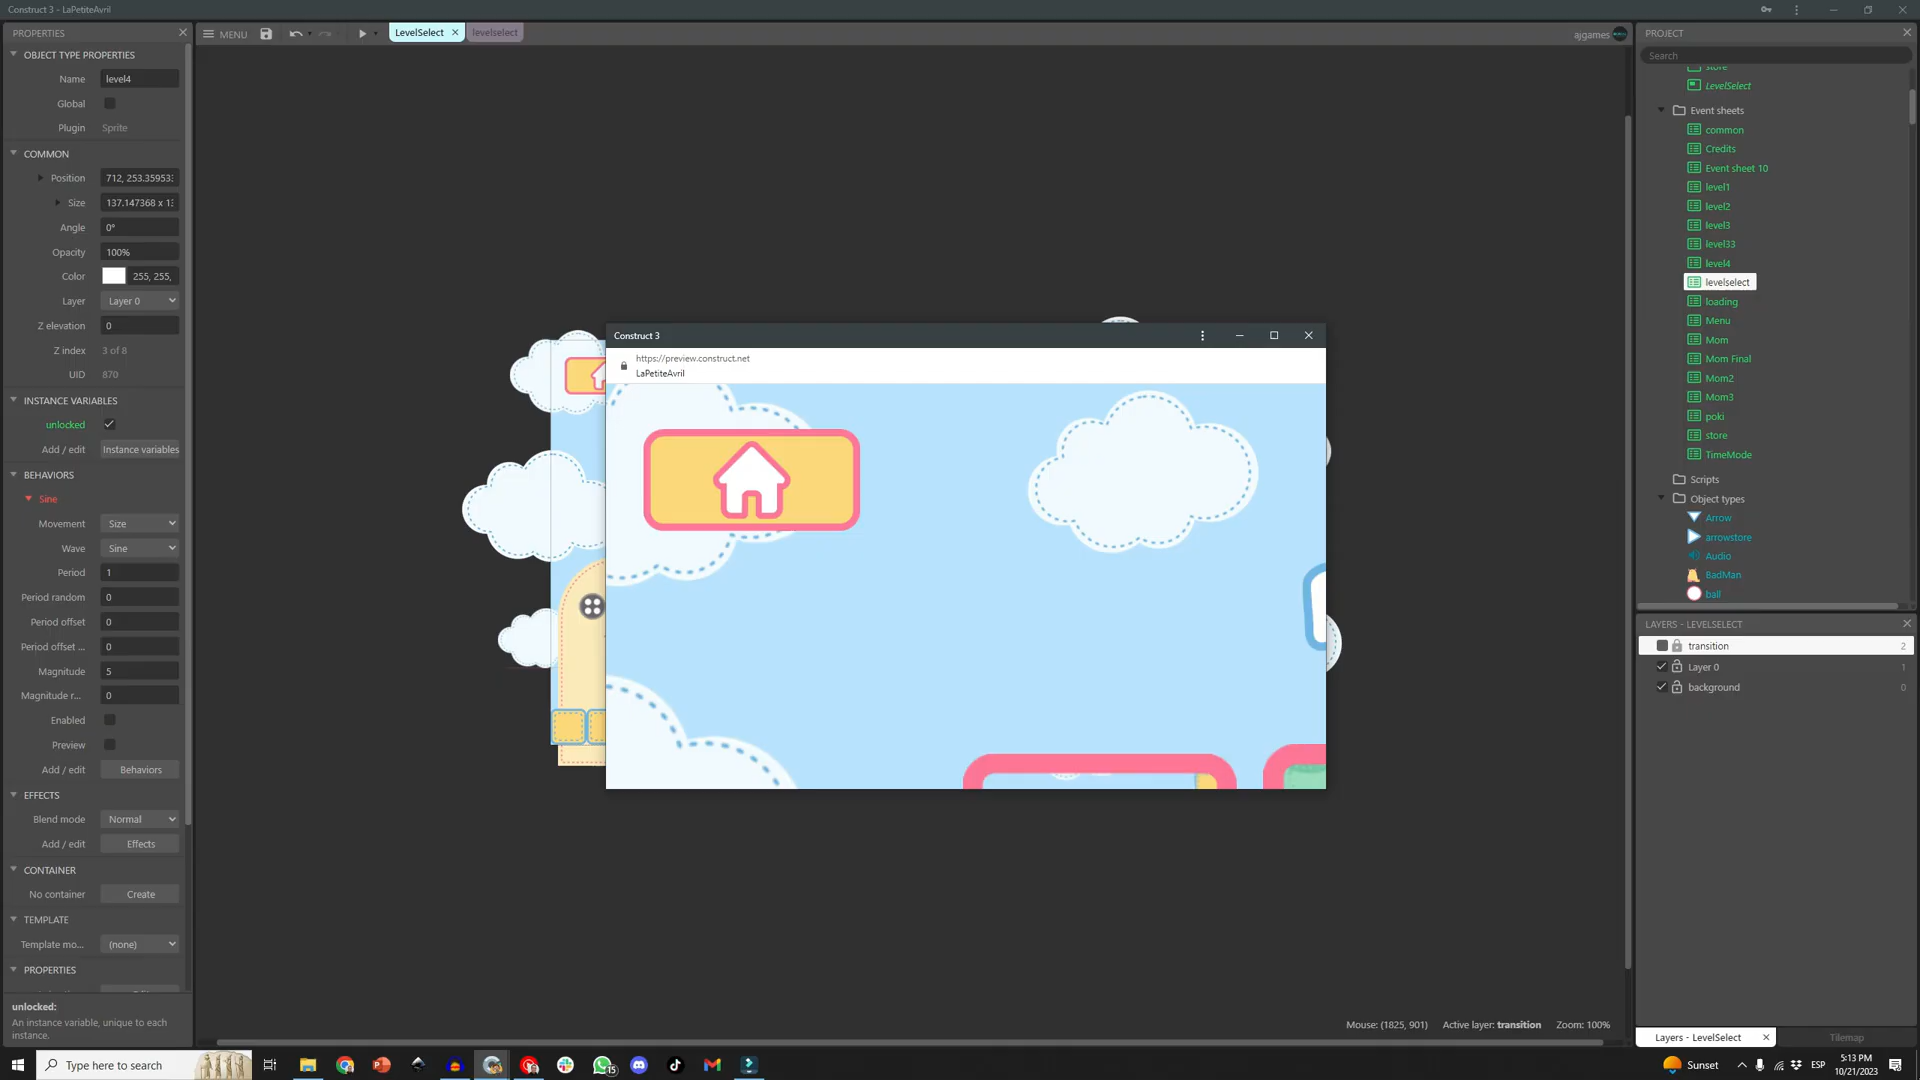 Construct 3 - LaPetiteAvril
PROPERTIES
OBJECT TYPE PROPERTIES
Name level4
Global
Plugin Sprite
COMMON
Position 712, 253.359533
Size 137.147368 x 13
Angle 0°
Opacity 100%
Color 255, 255,
Layer Layer 0
Z elevation 0
Z index 3 of 8
UID 870
INSTANCE VARIABLES
unlocked
Add / edit Instance variables
BEHAVIORS
Sine
Movement Size
Wave Sine
Period 1
Period random 0
Period offset 0
Period offset ... 0
Magnitude 5
Magnitude r... 0
Enabled
Preview
Add / edit Behaviors
EFFECTS
Blend mode Normal
Add / edit Effects
CONTAINER
No container Create
TEMPLATE
Template mo... (none)
PROPERTIES
unlocked:
An instance variable, unique to each
instance.
MENU
LevelSelect
levelselect
ajgames
Construct 3
https://preview.construct.net
LaPetiteAvril
Mouse: (1825, 901) Active layer: transition Zoom: 100%
PROJECT
Search
store
LevelSelect
Event sheets
common
Credits
Event sheet 10
level1
level2
level3
level33
level4
levelselect
loading
Menu
Mom
Mom Final
Mom2
Mom3
poki
store
TimeMode
Scripts
Object types
Arrow
arrowstore
Audio
BadMan
ball
LAYERS - LEVELSELECT
transition 2
Layer 0 1
background 0
Layers - LevelSelect
Tilemap
Type here to search
15
Sunset
ESP
5:13 PM
10/21/2023